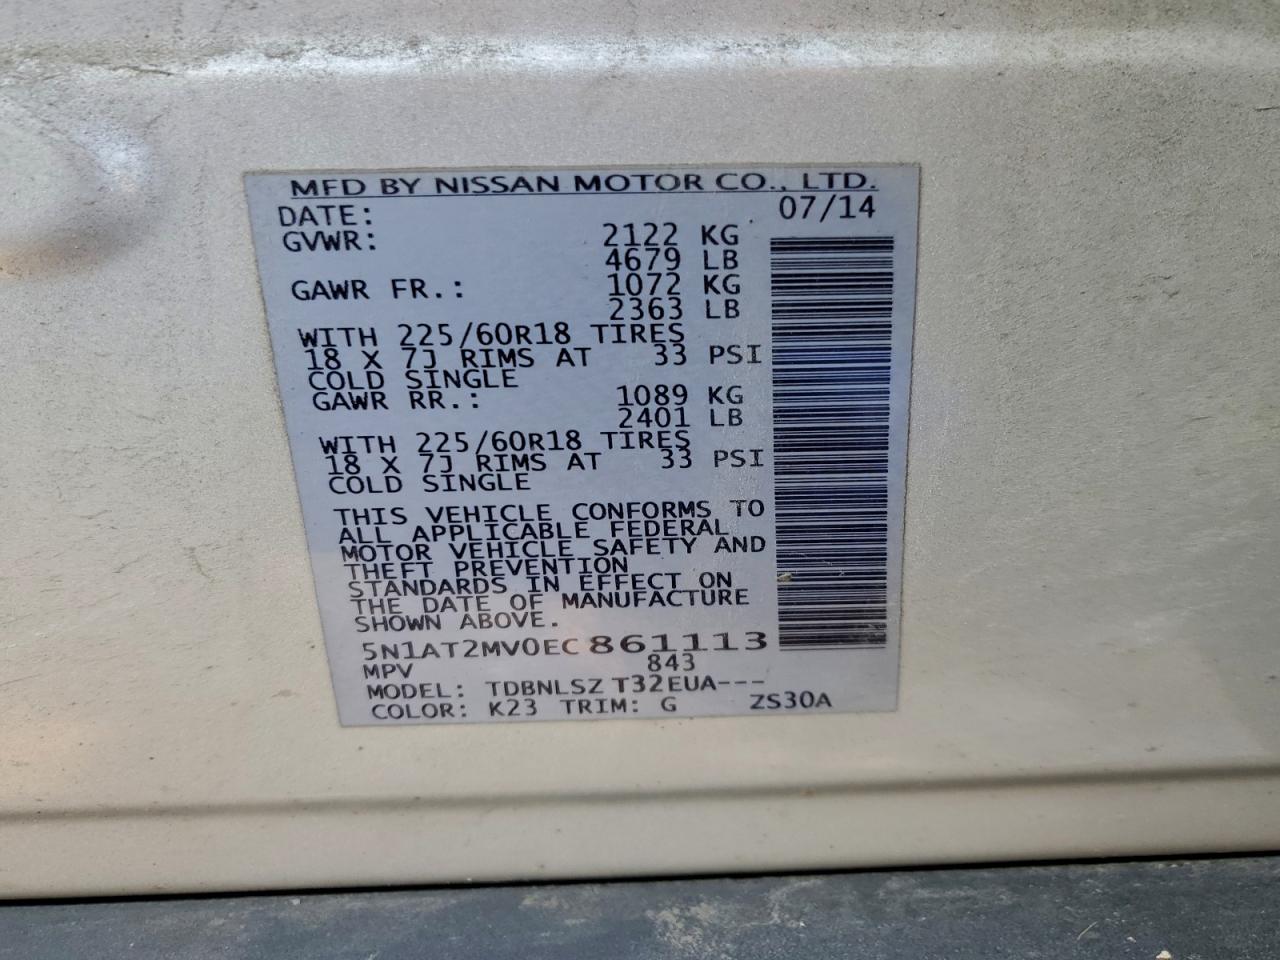 MFD BY NISSAN MOTOR CO., LTD.
DATE: 07/14
GVWR: 2122 KG
4679 LB
GAWR FR.: 1072 KG
2363 LB
WITH 225/60R18 TIRES
18 X 7J RIMS AT 33 PSI
COLD SINGLE
GAWR RR.: 1089 KG
2401 LB
WITH 225/60R18 TIRES
18 X 7J RIMS AT 33 PSI
COLD SINGLE
THIS VEHICLE CONFORMS TO
ALL APPLICABLE FEDERAL
MOTOR VEHICLE SAFETY AND
THEFT PREVENTION
STANDARDS IN EFFECT ON
THE DATE OF MANUFACTURE
SHOWN ABOVE.
5N1AT2MV0EC861113
MPV 843
MODEL: TDBNLSZ T32EUA---
COLOR: K23 TRIM: G ZS30A